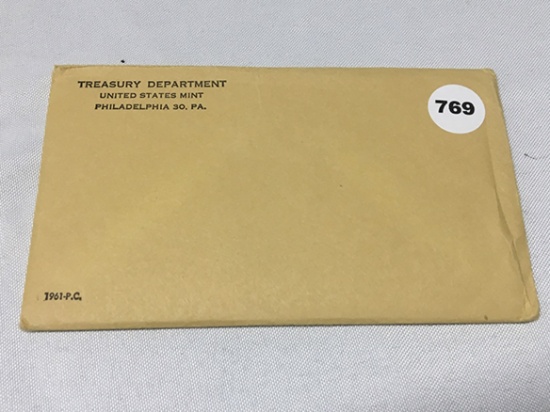 TREASURY DEPARTMENT
UNITED STATES MINT
PHILADELPHIA 30, PA.
769
1961-P.C.